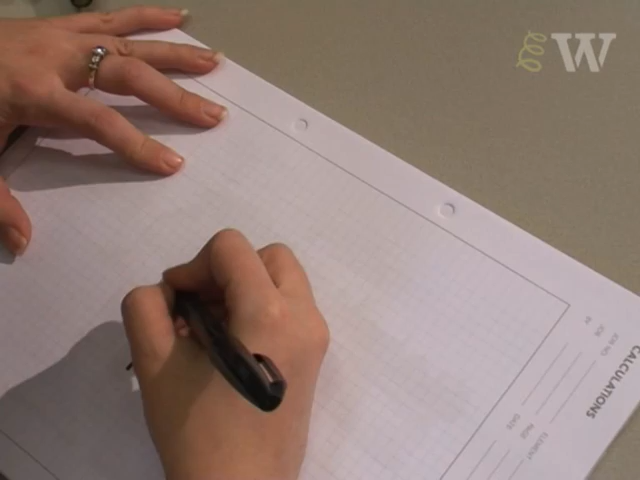 W
CALCULATIONS
JOB NO
JOB
BY
ELEMENT
PAGE
DATE